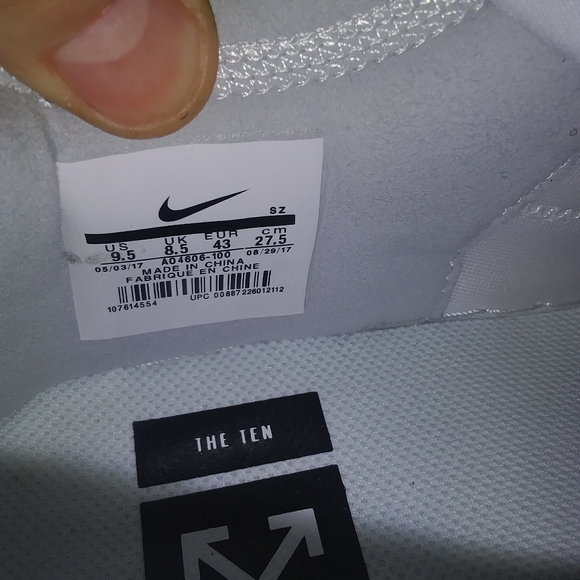 SZ
US UK EUR cm
9.5 8.5 43 27.5
05/03/17 AO4606-100 08/29/17
MADE IN CHINA
FABRIQUE EN CHINE
107614554 UPC 00887226012112
THE TEN